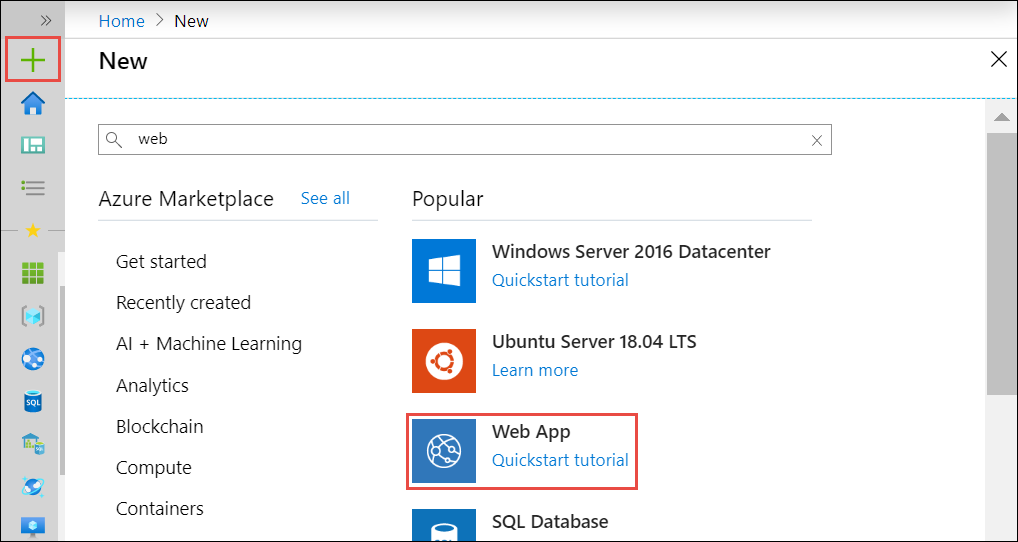 Home > New
New
web
Azure Marketplace See all
Get started
Recently created
AI + Machine Learning
Analytics
Blockchain
Compute
Containers
Popular
Windows Server 2016 Datacenter
Quickstart tutorial
Ubuntu Server 18.04 LTS
Learn more
Web App
Quickstart tutorial
SQL Database
SQL